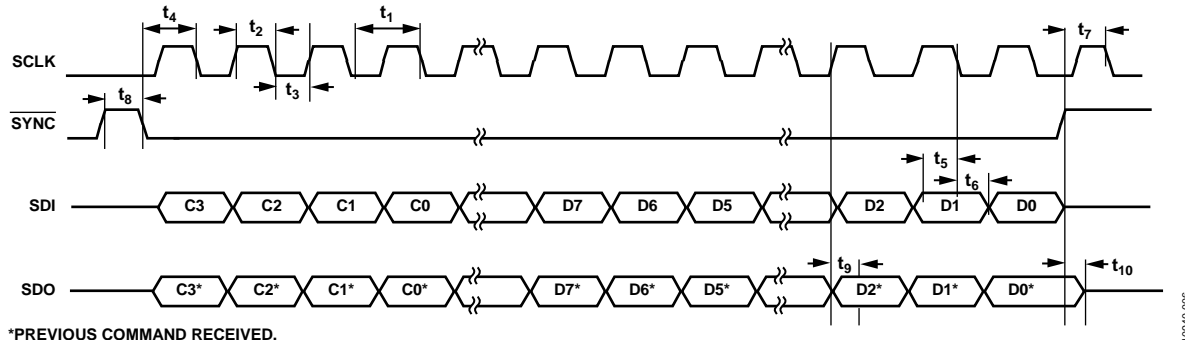 t4 t2 t1 t7
SCLK
t3
t8
SYNC
t5
t6
SDI C3 C2 C1 C0 D7 D6 D5 D2 D1 D0
t9 t10
SDO C3* C2* C1* C0* D7* D6* D5* D2* D1* D0*
*PREVIOUS COMMAND RECEIVED.